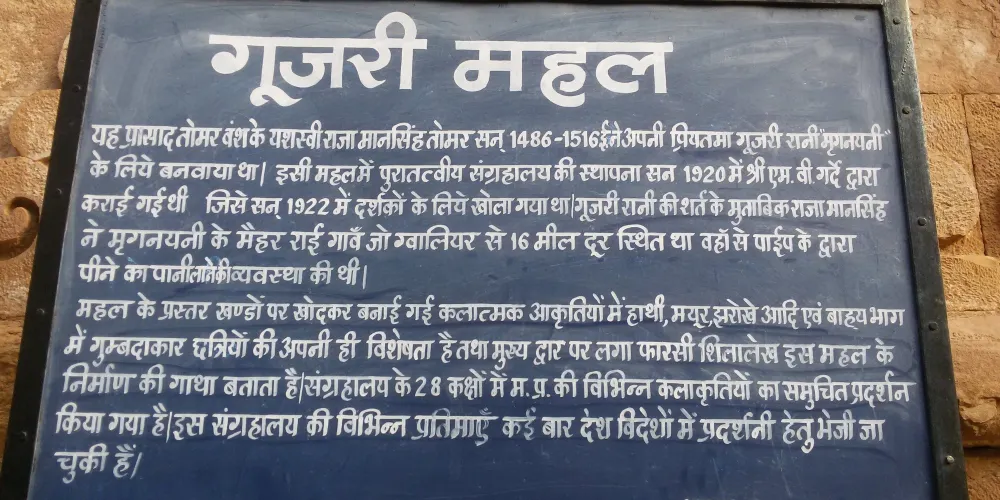 गूजरी महल
यह प्रासाद तोमर वंश के यशस्वी राजा मानसिंह तोमर सन् 1486-1516ई.ने अपनी प्रियतमा गूजरी रानी "मृगनयनी"
के लिये बनवाया था| इसी महल में पुरातत्वीय संग्रहालय की स्थापना सन 1920 में श्री एम. वी. गर्दे द्वारा
कराई गई थी जिसे सन् 1922 में दर्शकों के लिये खोला गया था|गूजरी रानी की शर्त के मुताबिक राजा मानसिंह
ने मृगनयनी के मैहर राई गाँव जो ग्वालियर से 16 मील दूर स्थित था वहाँ से पाईप के द्वारा
पीने का पानी लाने की व्यवस्था की थी|
महल के प्रस्तर खण्डों पर खोदकर बनाई गई कलात्मक आकृतियों में हाथी, मयूर,झरोखे आदि एवं बाहय भाग
में गुम्बदाकार छत्रियों की अपनी ही विशेषता है तथा मुख्य द्वार पर लगा फारसी शिलालेख इस महल के
निर्माण की गाथा बताता है|संग्रहालय के 28 कक्षों में म.प्र. की विभिन्न कलाकृतियों का समुचित प्रदर्शन
किया गया है|इस संग्रहालय की विभिन्न प्रतिमाएँ कई बार देश विदेशों में प्रदर्शनी हेतु भेजी जा
चुकी हैं|